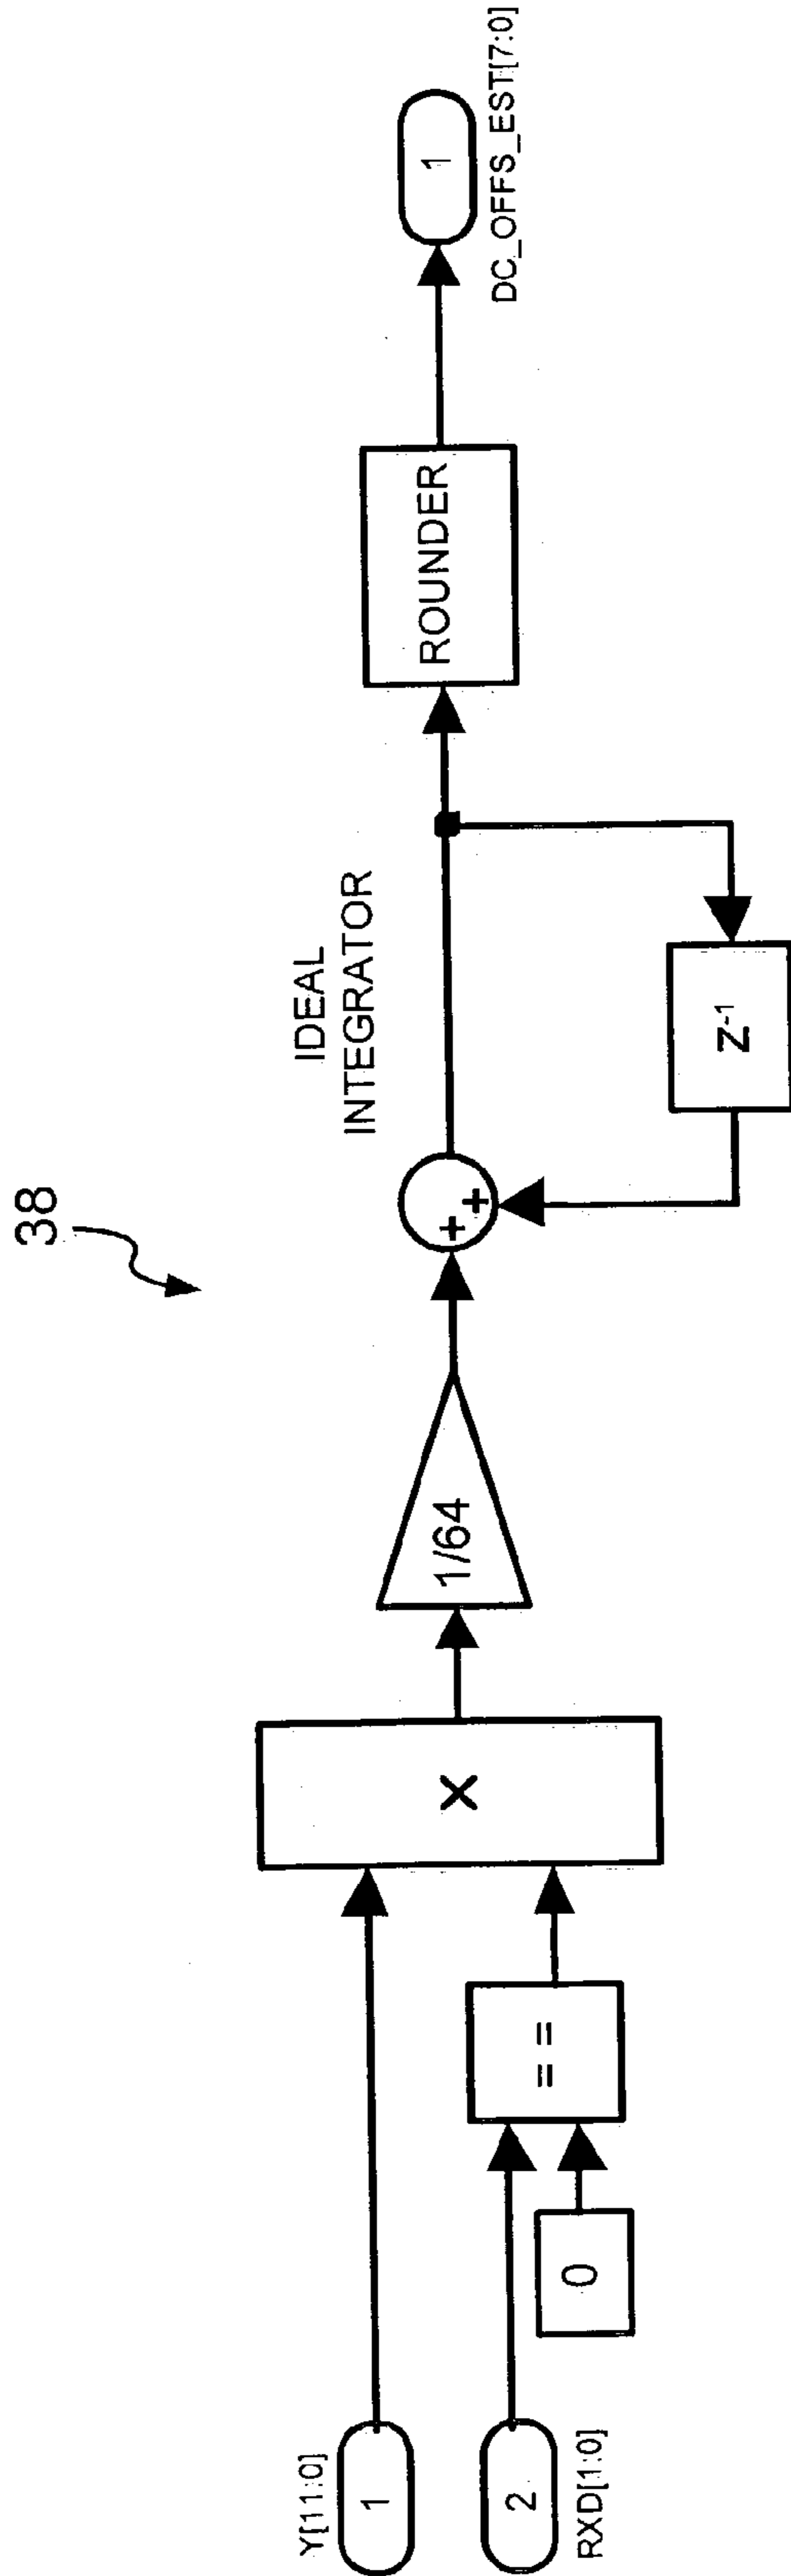 38
Y[11:0]
1
2
RXD[1:0]
0
= =
X
1/64
+
+
IDEAL
INTEGRATOR
Z-1
ROUNDER
1
DC_OFFS_EST[7:0]